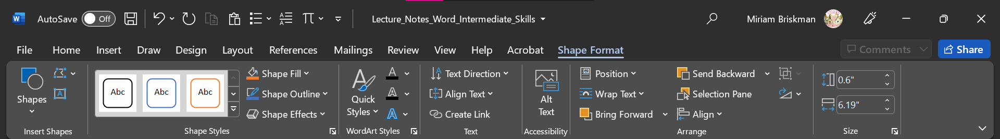 W AutoSave Off Lecture_Notes_Word_Intermediate_Skills Miriam Briskman
File Home Insert Draw Design Layout References Mailings Review View Help Acrobat Shape Format Comments Share
Shapes
Abc Abc Abc
Shape Fill
Shape Outline
Shape Effects
Quick
Styles
A
A
A
Text Direction
Align Text
Create Link
Alt
Text
Position
Wrap Text
Bring Forward
Send Backward
Selection Pane
Align
0.6"
6.19"
Insert Shapes Shape Styles WordArt Styles Text Accessibility Arrange Size